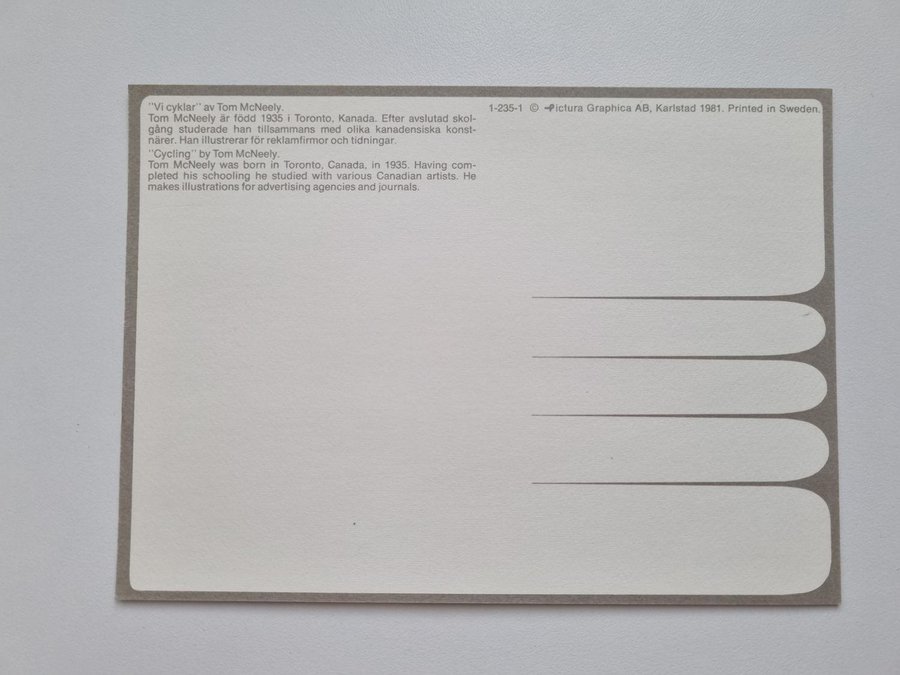 "Vi cyklar" av Tom McNeely.
Tom McNeely är född 1935 i Toronto, Kanada. Efter avslutad skol-
gång studerade han tillsammans med olika kanadensiska konst-
närer. Han illustrerar för reklamfirmor och tidningar.
"Cycling" by Tom McNeely.
Tom McNeely was born in Toronto, Canada, in 1935. Having com-
pleted his schooling he studied with various Canadian artists. He
makes illustrations for advertising agencies and journals.
1-235-1 © Pictura Graphica AB, Karlstad 1981. Printed in Sweden.